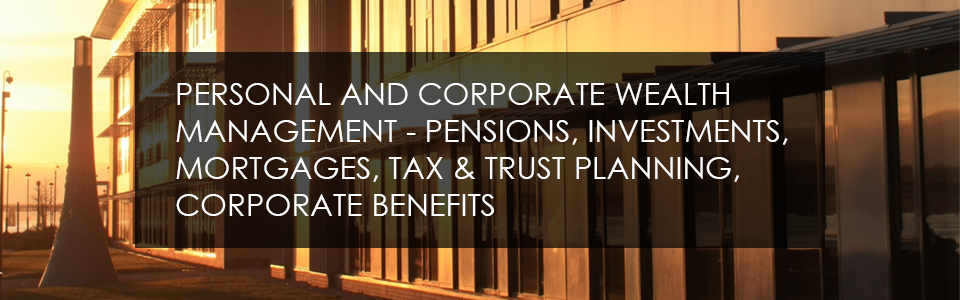 PERSONAL AND CORPORATE WEALTH
MANAGEMENT - PENSIONS, INVESTMENTS,
MORTGAGES, TAX & TRUST PLANNING,
CORPORATE BENEFITS